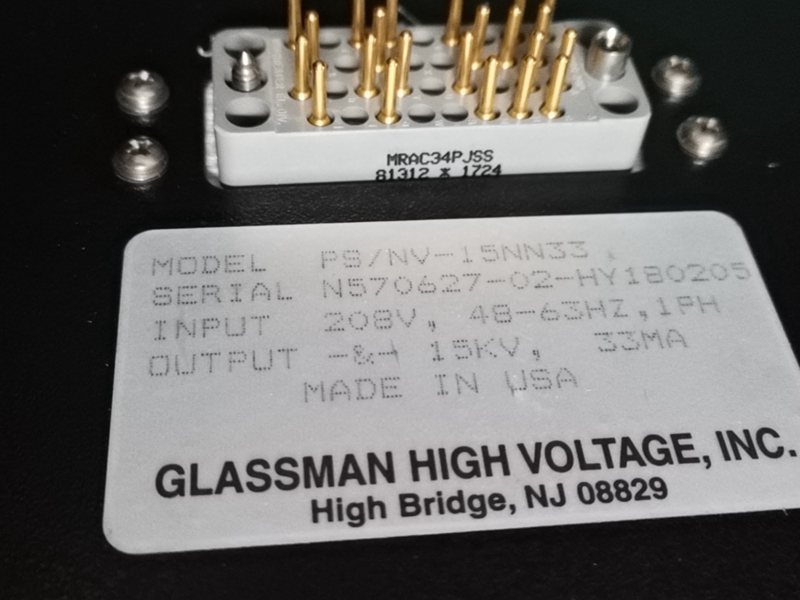 MRAC34PJSS
81312 * 1724
MODEL PS/NV-15NN33
SERIAL N570627-02-HY180205
INPUT 208V, 48-63HZ,1PH
OUTPUT -&+ 15KV, 33MA
MADE IN USA
GLASSMAN HIGH VOLTAGE, INC.
High Bridge, NJ 08829